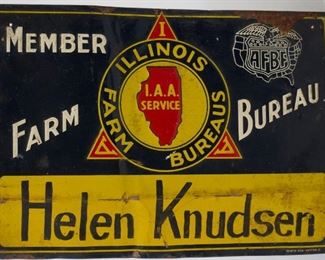 MEMBER
I
AFBF
ILLINOIS
I.A.A.
SERVICE
FARM BUREAUS
FARM
BUREAU
A
A
Helen Knudsen